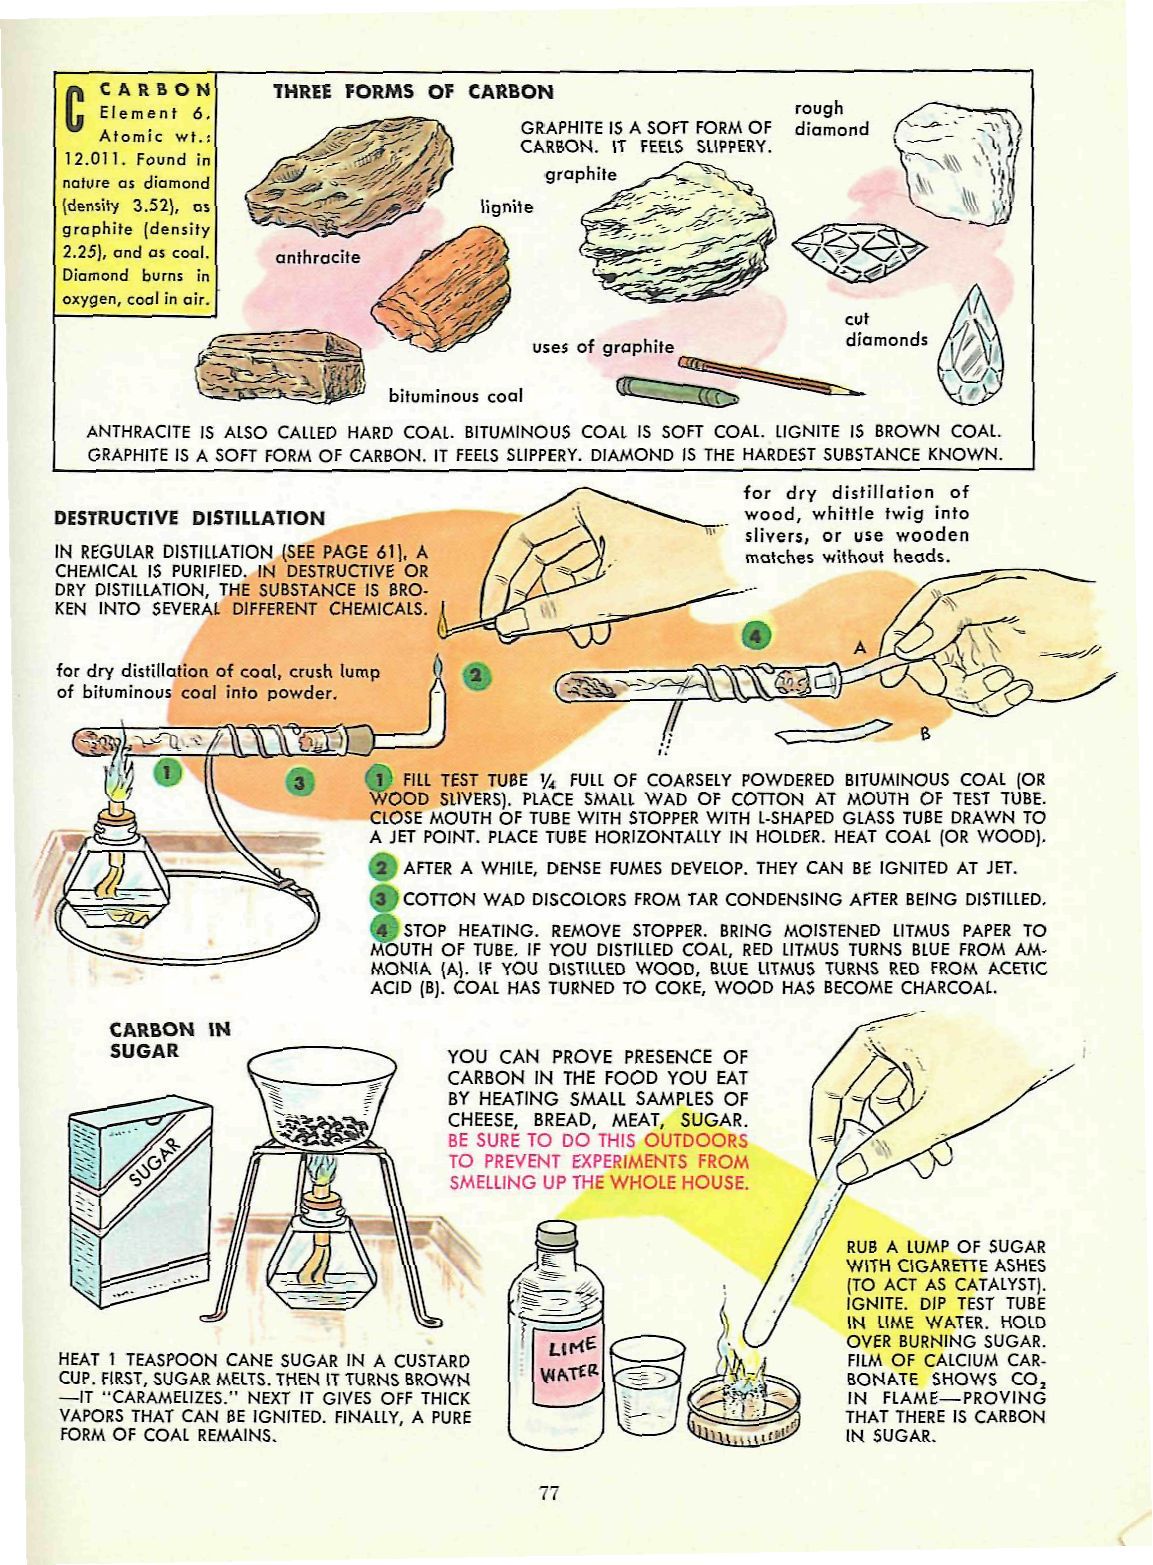 C CARBON
Element 6.
Atomic wt.:
12.011. Found in
nature as diamond
(density 3.52), as
graphite (density
2.25), and as coal.
Diamond burns in
oxygen, coal in air.
THREE FORMS OF CARBON
GRAPHITE IS A SOFT FORM OF
CARBON. IT FEELS SLIPPERY.
rough
diamond
graphite
lignite
anthracite
cut
diamonds
uses of graphite
bituminous coal
ANTHRACITE IS ALSO CALLED HARD COAL. BITUMINOUS COAL IS SOFT COAL. LIGNITE IS BROWN COAL.
GRAPHITE IS A SOFT FORM OF CARBON. IT FEELS SLIPPERY. DIAMOND IS THE HARDEST SUBSTANCE KNOWN.
DESTRUCTIVE DISTILLATION
IN REGULAR DISTILLATION (SEE PAGE 61), A
CHEMICAL IS PURIFIED. IN DESTRUCTIVE OR
DRY DISTILLATION, THE SUBSTANCE IS BRO-
KEN INTO SEVERAL DIFFERENT CHEMICALS.
for dry distillation of
wood, whittle twig into
slivers, or use wooden
matches without heads.
for dry distillation of coal, crush lump
of bituminous coal into powder.
2
4
A
B
1
3
1 FILL TEST TUBE ¼ FULL OF COARSELY POWDERED BITUMINOUS COAL (OR
WOOD SLIVERS). PLACE SMALL WAD OF COTTON AT MOUTH OF TEST TUBE.
CLOSE MOUTH OF TUBE WITH STOPPER WITH L-SHAPED GLASS TUBE DRAWN TO
A JET POINT. PLACE TUBE HORIZONTALLY IN HOLDER. HEAT COAL (OR WOOD).
2 AFTER A WHILE, DENSE FUMES DEVELOP. THEY CAN BE IGNITED AT JET.
3 COTTON WAD DISCOLORS FROM TAR CONDENSING AFTER BEING DISTILLED.
4 STOP HEATING. REMOVE STOPPER. BRING MOISTENED LITMUS PAPER TO
MOUTH OF TUBE. IF YOU DISTILLED COAL, RED LITMUS TURNS BLUE FROM AM-
MONIA (A). IF YOU DISTILLED WOOD, BLUE LITMUS TURNS RED FROM ACETIC
ACID (B). COAL HAS TURNED TO COKE, WOOD HAS BECOME CHARCOAL.
CARBON IN
SUGAR
SUGAR
YOU CAN PROVE PRESENCE OF
CARBON IN THE FOOD YOU EAT
BY HEATING SMALL SAMPLES OF
CHEESE, BREAD, MEAT, SUGAR.
BE SURE TO DO THIS OUTDOORS
TO PREVENT EXPERIMENTS FROM
SMELLING UP THE WHOLE HOUSE.
HEAT 1 TEASPOON CANE SUGAR IN A CUSTARD
CUP. FIRST, SUGAR MELTS. THEN IT TURNS BROWN
—IT "CARAMELIZES." NEXT IT GIVES OFF THICK
VAPORS THAT CAN BE IGNITED. FINALLY, A PURE
FORM OF COAL REMAINS.
LIME
WATER
RUB A LUMP OF SUGAR
WITH CIGARETTE ASHES
(TO ACT AS CATALYST).
IGNITE. DIP TEST TUBE
IN LIME WATER. HOLD
OVER BURNING SUGAR.
FILM OF CALCIUM CAR-
BONATE SHOWS CO₂
IN FLAME—PROVING
THAT THERE IS CARBON
IN SUGAR.
77